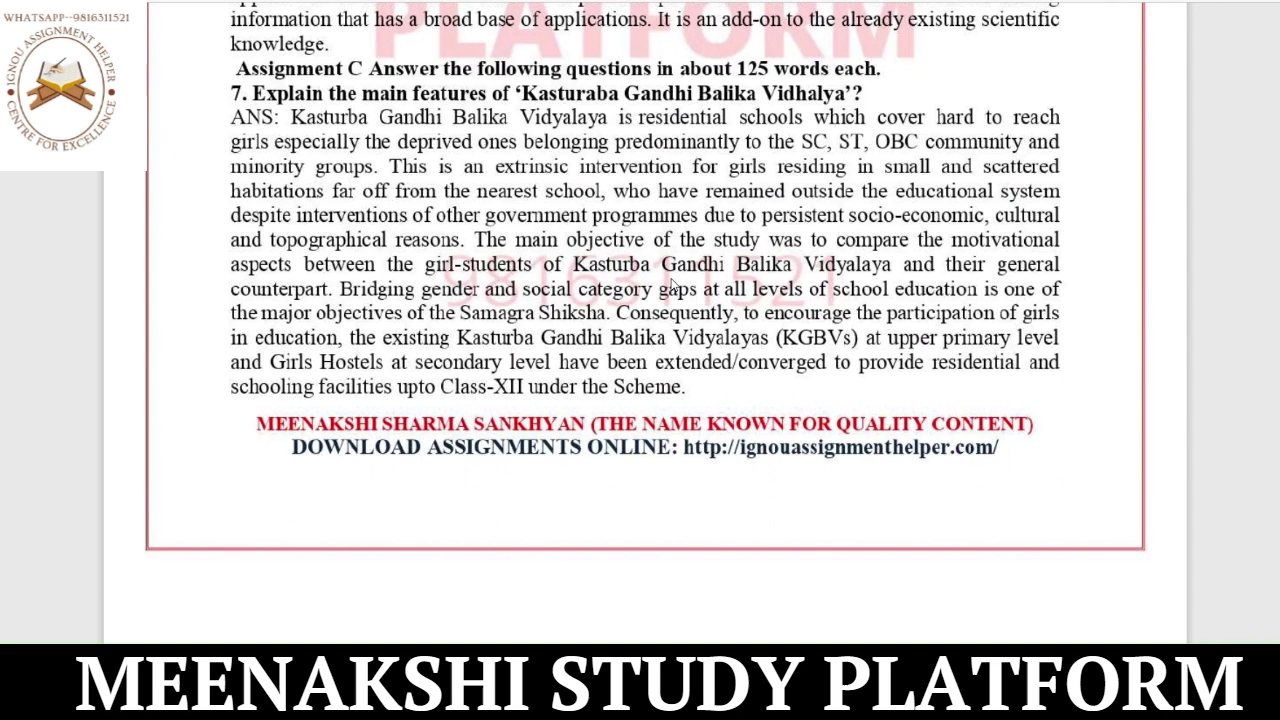 WHATSAPP--9816311521
IGNOU ASSIGNMENT HELPER
CENTRE FOR EXCELLENCE
PLATFORM
information that has a broad base of applications. It is an add-on to the already existing scientific
knowledge.
Assignment C Answer the following questions in about 125 words each.
7. Explain the main features of ‘Kasturaba Gandhi Balika Vidhalya’?
ANS: Kasturba Gandhi Balika Vidyalaya is residential schools which cover hard to reach
girls especially the deprived ones belonging predominantly to the SC, ST, OBC community and
minority groups. This is an extrinsic intervention for girls residing in small and scattered
habitations far off from the nearest school, who have remained outside the educational system
despite interventions of other government programmes due to persistent socio-economic, cultural
and topographical reasons. The main objective of the study was to compare the motivational
aspects between the girl-students of Kasturba Gandhi Balika Vidyalaya and their general
counterpart. Bridging gender and social category gaps at all levels of school education is one of
the major objectives of the Samagra Shiksha. Consequently, to encourage the participation of girls
in education, the existing Kasturba Gandhi Balika Vidyalayas (KGBVs) at upper primary level
and Girls Hostels at secondary level have been extended/converged to provide residential and
schooling facilities upto Class-XII under the Scheme.
9816311521
MEENAKSHI SHARMA SANKHYAN (THE NAME KNOWN FOR QUALITY CONTENT)
DOWNLOAD ASSIGNMENTS ONLINE: http://ignouassignmenthelper.com/
MEENAKSHI STUDY PLATFORM